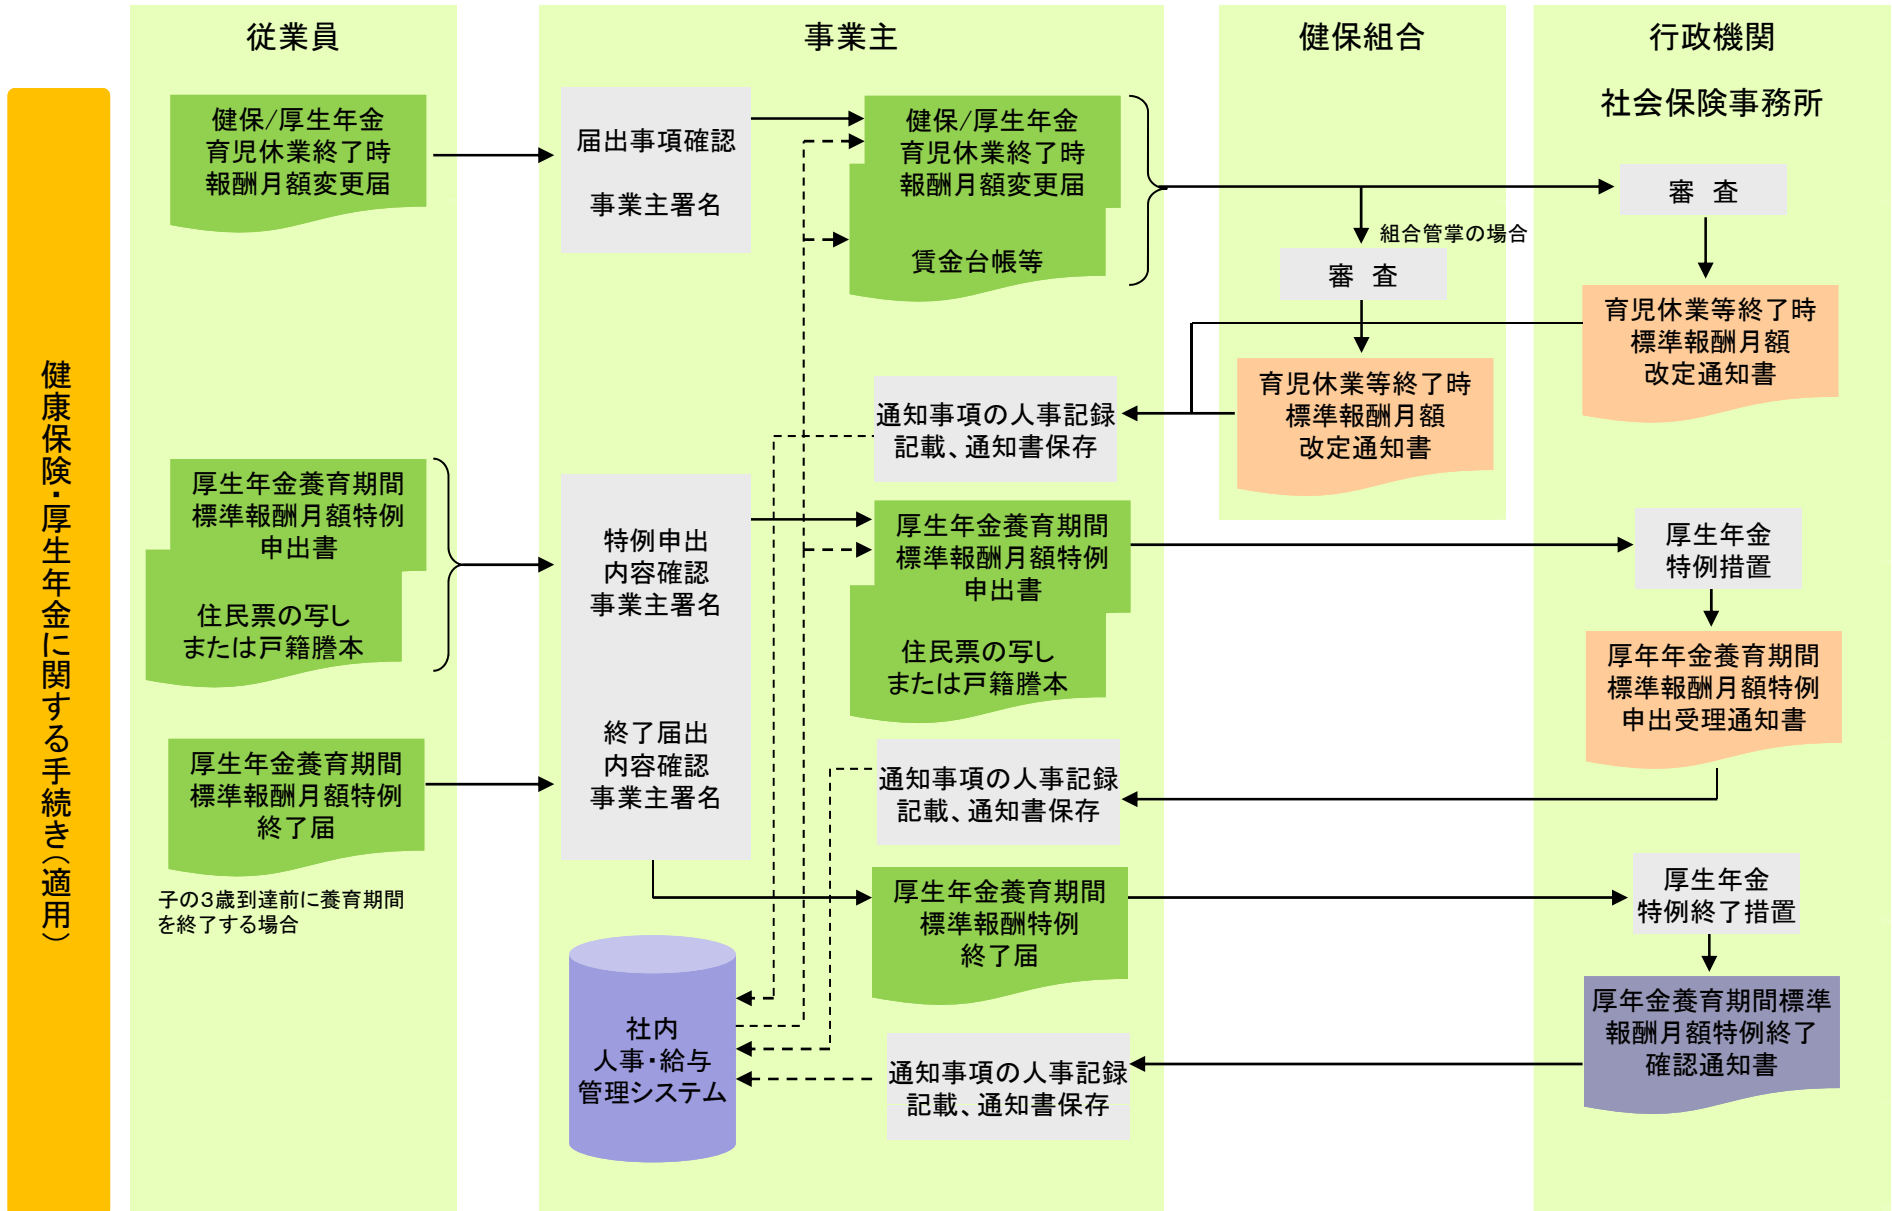 健康保険・厚生年金に関する手続き（適用）
従業員
事業主
健保組合
行政機関
社会保険事務所
健保/厚生年金
育児休業終了時
報酬月額変更届
届出事項確認
事業主署名
健保/厚生年金
育児休業終了時
報酬月額変更届
賃金台帳等
組合管掌の場合
審　査
審　査
育児休業等終了時
標準報酬月額
改定通知書
育児休業等終了時
標準報酬月額
改定通知書
通知事項の人事記録
記載、通知書保存
厚生年金養育期間
標準報酬月額特例
申出書
住民票の写し
または戸籍謄本
特例申出
内容確認
事業主署名
厚生年金養育期間
標準報酬月額特例
申出書
住民票の写し
または戸籍謄本
厚生年金
特例措置
厚年年金養育期間
標準報酬月額特例
申出受理通知書
終了届出
内容確認
事業主署名
通知事項の人事記録
記載、通知書保存
厚生年金養育期間
標準報酬月額特例
終了届
子の3歳到達前に養育期間
を終了する場合
厚生年金養育期間
標準報酬特例
終了届
厚生年金
特例終了措置
厚年金養育期間標準
報酬月額特例終了
確認通知書
社内
人事・給与
管理システム
通知事項の人事記録
記載、通知書保存